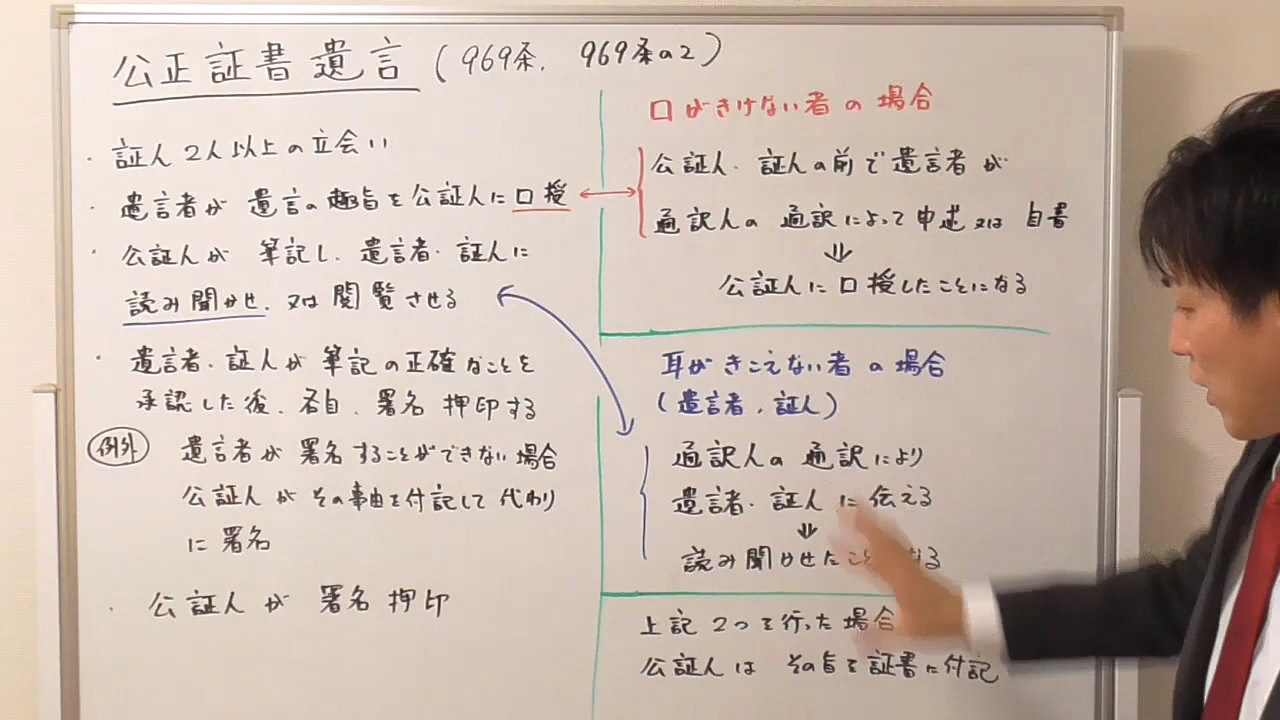 公正証書遺言 (969条. 969条の2)
・証人2人以上の立会い
・遺言者が 遺言の趣旨を公証人に口授
・公証人が 筆記し、遺言者・証人に
読み聞かせ、又は閲覧させる
・遺言者・証人が筆記の正確なことを
承認した後、各自、署名 押印する
例外 遺言者が署名することができない場合
公証人がその事由を付記して代わり
に署名
・公証人が 署名 押印
口がきけない者の場合
公証人・証人の前で遺言者が
通訳人の通訳によって申述又は 自書
⇓
公証人に口授したことになる
耳がきこえない者の場合
(遺言者, 証人)
通訳人の通訳により
遺言者・証人に伝える
⇓
読み聞かせたこと なる
上記2つを行った場合
公証人は その旨を証書に付記